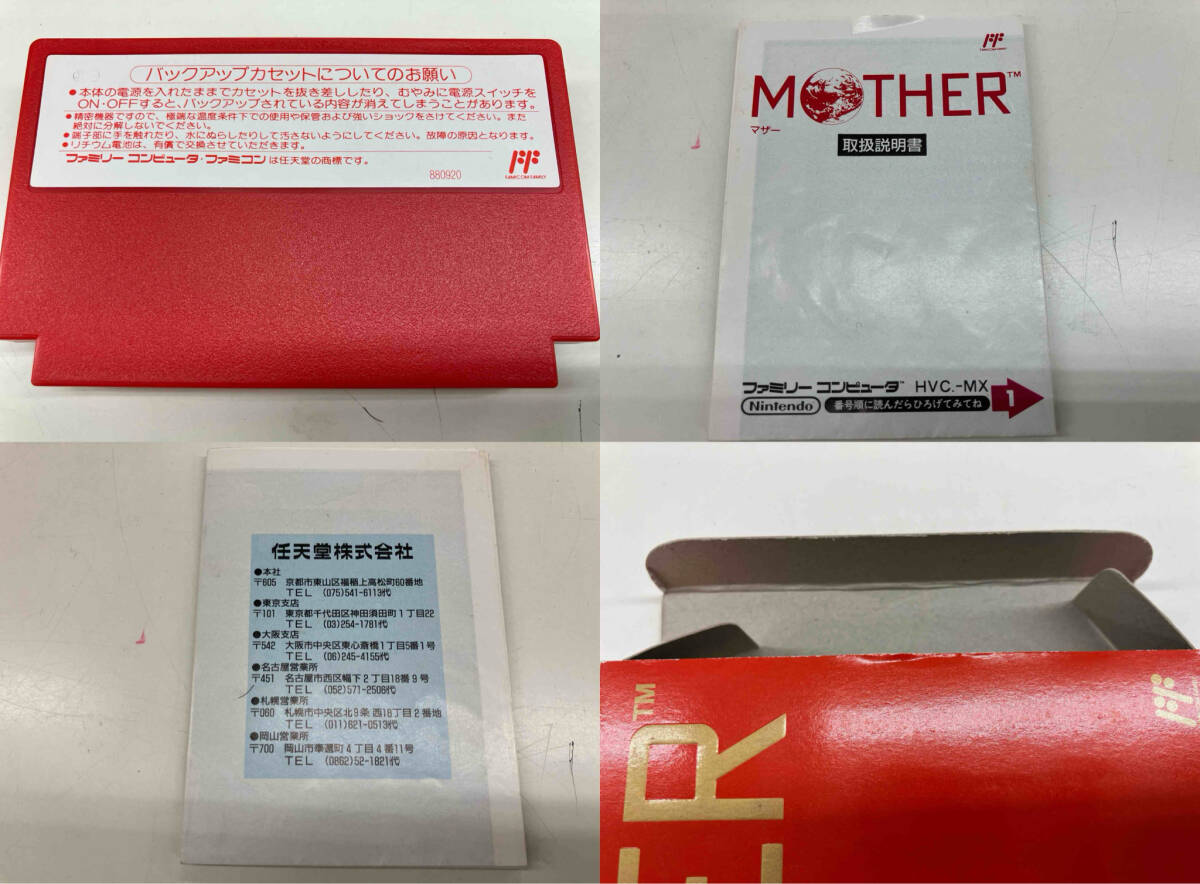 バックアップカセットについてのお願い
●本体の電源を入れたままでカセットを抜き差ししたり、むやみに電源スイッチを
ON・OFFすると、バックアップされている内容が消えてしまうことがあります。
●精密機器ですので、極端な温度条件下での使用や保管および強いショックをさけてください。また
絶対に分解しないでください。
●端子部に手を触れたり、水にぬらしたりして汚さないようにしてください。故障の原因となります。
●リチウム電池は、有償で交換させていただきます。
ファミリーコンピュータ・ファミコンは任天堂の商標です。
FAMICOM FAMILY
880920
FAMICOM FAMILY
MOTHER™
マザー
取扱説明書
ファミリーコンピュータ™ HVC.-MX
Nintendo 番号順に読んだらひろげてみてね 1
任天堂株式会社
●本社
〒605 京都市東山区福稲上高松町60番地
TEL (075)541-6113代
●東京支店
〒101 東京都千代田区神田須田町1丁目22
TEL (03)254-1781代
●大阪支店
〒542 大阪市中央区東心斎橋1丁目5番1号
TEL (06)245-4155代
●名古屋営業所
〒451 名古屋市西区幅下2丁目18番9号
TEL (052)571-2506代
●札幌営業所
〒060 札幌市中央区北9条西18丁目2番地
TEL (011)621-0513代
●岡山営業所
〒700 岡山市奉還町4丁目4番11号
TEL (0862)52-1821代
ER™